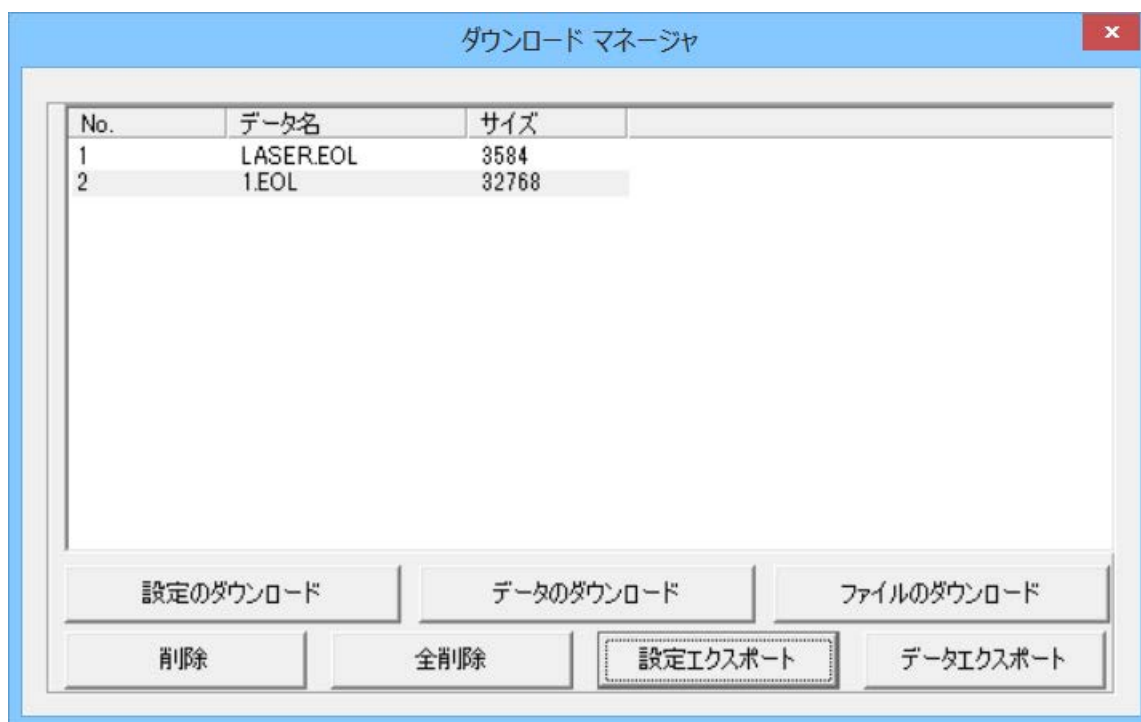 ダウンロード マネージャ
×
No. データ名 サイズ
1 LASER.EOL 3584
2 1.EOL 32768
設定のダウンロード データのダウンロード ファイルのダウンロード
削除 全削除 設定エクスポート データエクスポート